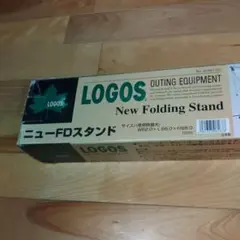 LOGOS
OUTING EQUIPMENT
LOGOS
New Folding Stand
ニューFDスタンド